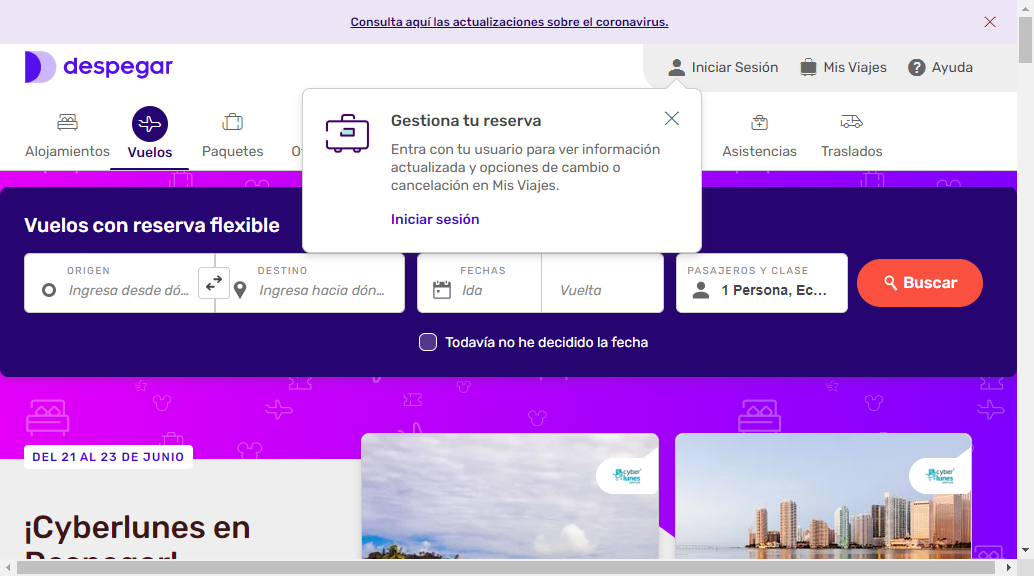 Consulta aquí las actualizaciones sobre el coronavirus.
despegar
Iniciar Sesión
Mis Viajes
Ayuda
Alojamientos
Vuelos
Paquetes
Asistencias
Traslados
Gestiona tu reserva
Entra con tu usuario para ver información
actualizada y opciones de cambio o
cancelación en Mis Viajes.
Iniciar sesión
Vuelos con reserva flexible
ORIGEN
Ingresa desde dó...
DESTINO
Ingresa hacia dón...
FECHAS
Ida
Vuelta
PASAJEROS Y CLASE
1 Persona, Ec...
Buscar
Todavía no he decidido la fecha
DEL 21 AL 23 DE JUNIO
cyber
lunes
cyber
lunes
¡Cyberlunes en
Despegar!